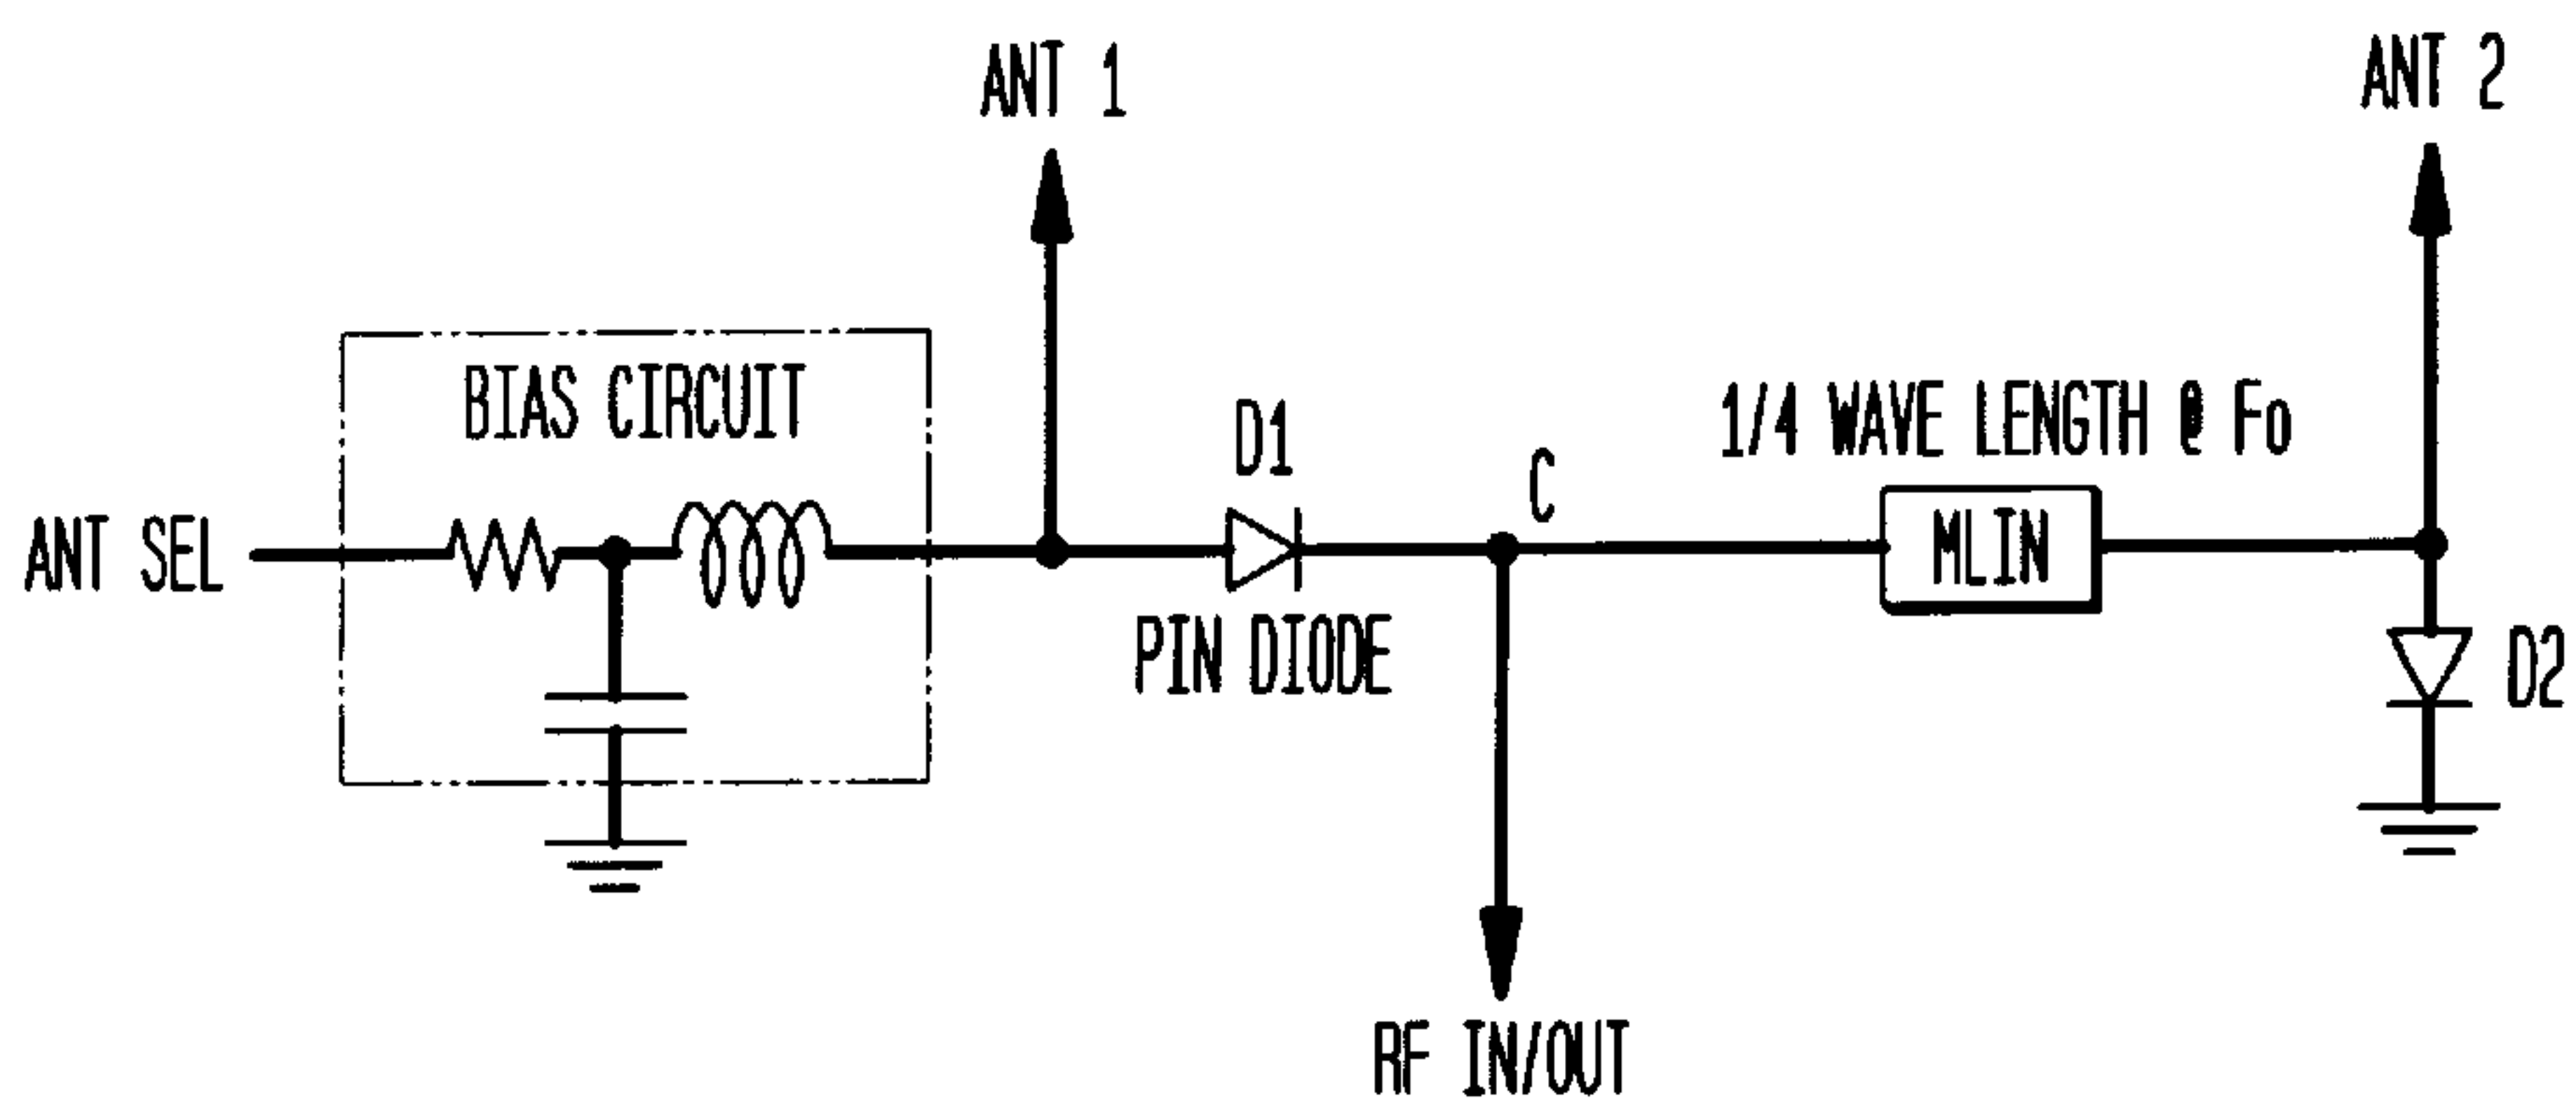 ANT 1
ANT 2
BIAS CIRCUIT
D1
C
1/4 WAVE LENGTH @ Fo
ANT SEL
MLIN
PIN DIODE
D2
RF IN/OUT